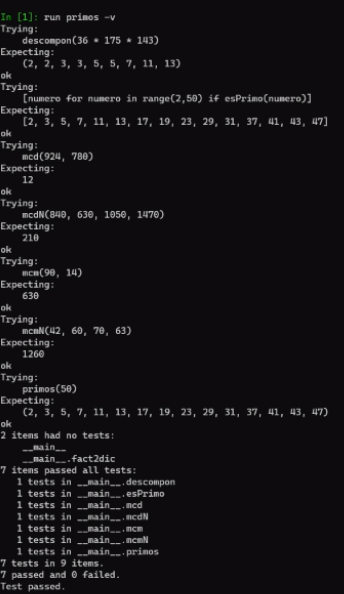 In [1]: run primos -v
Trying:
    descompon(36 * 175 * 143)
Expecting:
    (2, 2, 3, 3, 5, 5, 7, 11, 13)
ok
Trying:
    [numero for numero in range(2,50) if esPrimo(numero)]
Expecting:
    [2, 3, 5, 7, 11, 13, 17, 19, 23, 29, 31, 37, 41, 43, 47]
ok
Trying:
    mcd(924, 780)
Expecting:
    12
ok
Trying:
    mcdN(840, 630, 1050, 1470)
Expecting:
    210
ok
Trying:
    mcm(90, 14)
Expecting:
    630
ok
Trying:
    mcmN(42, 60, 70, 63)
Expecting:
    1260
ok
Trying:
    primos(50)
Expecting:
    (2, 3, 5, 7, 11, 13, 17, 19, 23, 29, 31, 37, 41, 43, 47)
ok
2 items had no tests:
    __main__
    __main__.fact2dic
7 items passed all tests:
   1 tests in __main__.descompon
   1 tests in __main__.esPrimo
   1 tests in __main__.mcd
   1 tests in __main__.mcdN
   1 tests in __main__.mcm
   1 tests in __main__.mcmN
   1 tests in __main__.primos
7 tests in 9 items.
7 passed and 0 failed.
Test passed.